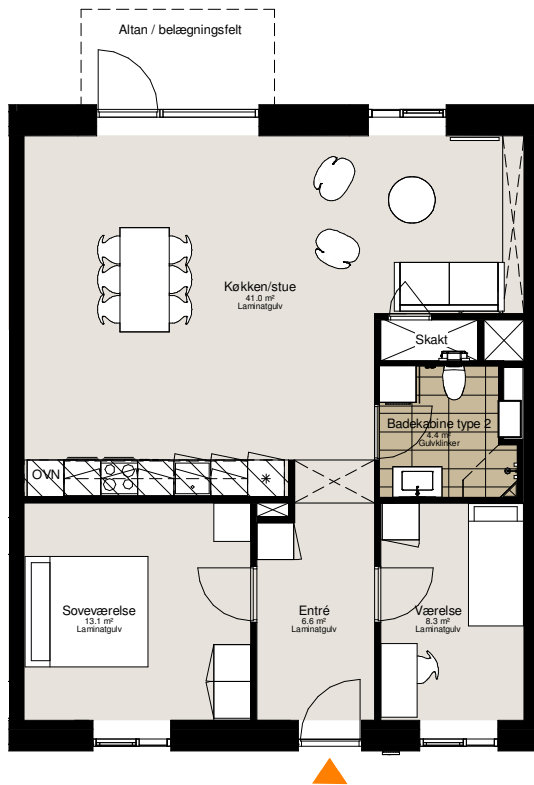 Altan / belægningsfelt
Køkken/stue
41.0 m²
Laminatgulv
Skakt
Badekabine type 2
4.4 m²
Gulvklinker
OVN
Soveværelse
13.1 m²
Laminatgulv
Entré
6.6 m²
Laminatgulv
Værelse
8.3 m²
Laminatgulv